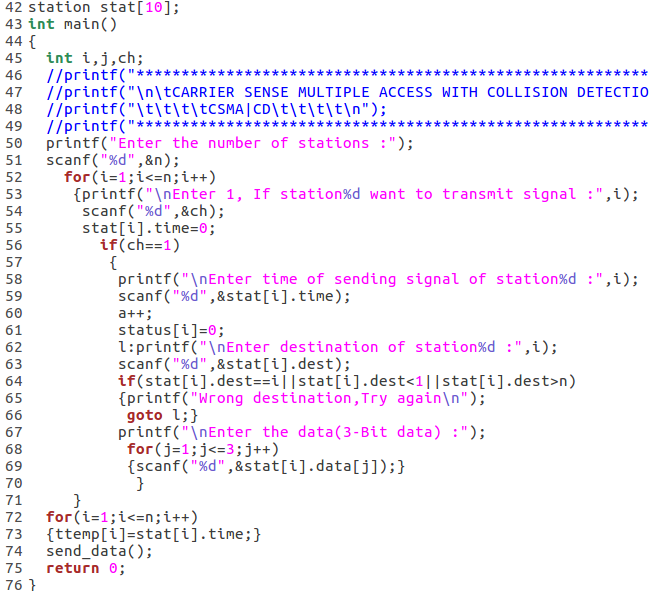 42 station stat[10];
43 int main()
44 {
45   int i,j,ch;
46   //printf("*********************************************************
47   //printf("\n\tCARRIER SENSE MULTIPLE ACCESS WITH COLLISION DETECTIO
48   //printf("\t\t\t\tCSMA|CD\t\t\t\t\n");
49   //printf("*********************************************************
50   printf("Enter the number of stations :");
51   scanf("%d",&n);
52     for(i=1;i<=n;i++)
53      {printf("\nEnter 1, If station%d want to transmit signal :",i);
54       scanf("%d",&ch);
55       stat[i].time=0;
56         if(ch==1)
57          {
58           printf("\nEnter time of sending signal of station%d :",i);
59           scanf("%d",&stat[i].time);
60           a++;
61           status[i]=0;
62           l:printf("\nEnter destination of station%d :",i);
63           scanf("%d",&stat[i].dest);
64           if(stat[i].dest==i||stat[i].dest<1||stat[i].dest>n)
65           {printf("Wrong destination,Try again\n");
66            goto l;}
67           printf("\nEnter the data(3-Bit data) :");
68            for(j=1;j<=3;j++)
69            {scanf("%d",&stat[i].data[j]);}
70             }
71      }
72   for(i=1;i<=n;i++)
73   {ttemp[i]=stat[i].time;}
74   send_data();
75   return 0;
76 }